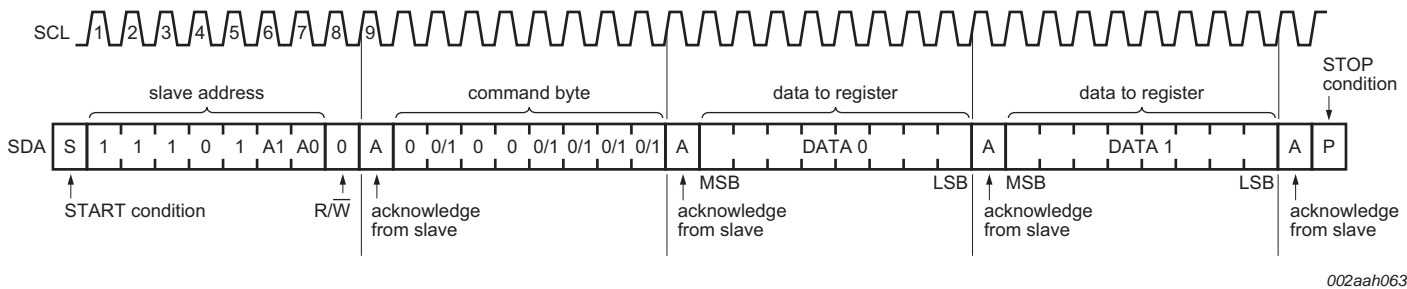 SCL 1 2 3 4 5 6 7 8 9
STOP
condition
slave address command byte data to register data to register
SDA S 1 1 1 0 1 A1 A0 0 A 0 0/1 0 0 0/1 0/1 0/1 0/1 A DATA 0 A DATA 1 A P
MSB LSB MSB LSB
START condition R/W̅ acknowledge from slave acknowledge from slave acknowledge from slave acknowledge from slave
002aah063